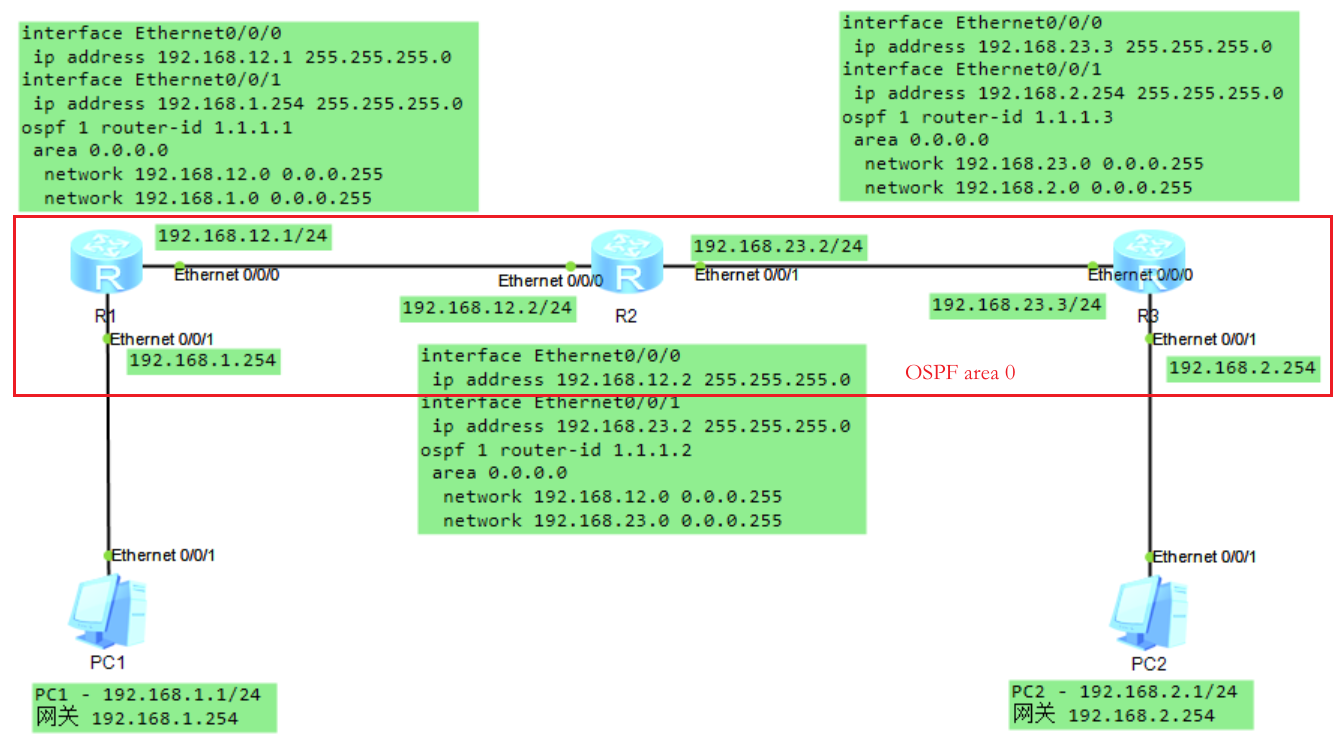 interface Ethernet0/0/0
ip address 192.168.12.1 255.255.255.0
interface Ethernet0/0/1
ip address 192.168.1.254 255.255.255.0
ospf 1 router-id 1.1.1.1
area 0.0.0.0
network 192.168.12.0 0.0.0.255
network 192.168.1.0 0.0.0.255
interface Ethernet0/0/0
ip address 192.168.23.3 255.255.255.0
interface Ethernet0/0/1
ip address 192.168.2.254 255.255.255.0
ospf 1 router-id 1.1.1.3
area 0.0.0.0
network 192.168.23.0 0.0.0.255
network 192.168.2.0 0.0.0.255
192.168.12.1/24
Ethernet 0/0/0
R
R1
Ethernet 0/0/1
192.168.1.254
Ethernet 0/0/0
192.168.12.2/24
R
R2
192.168.23.2/24
Ethernet 0/0/1
Ethernet 0/0/0
192.168.23.3/24
R
R3
Ethernet 0/0/1
192.168.2.254
interface Ethernet0/0/0
ip address 192.168.12.2 255.255.255.0
interface Ethernet0/0/1
ip address 192.168.23.2 255.255.255.0
ospf 1 router-id 1.1.1.2
area 0.0.0.0
network 192.168.12.0 0.0.0.255
network 192.168.23.0 0.0.0.255
OSPF area 0
Ethernet 0/0/1
PC1
PC1 - 192.168.1.1/24
网关 192.168.1.254
Ethernet 0/0/1
PC2
PC2 - 192.168.2.1/24
网关 192.168.2.254